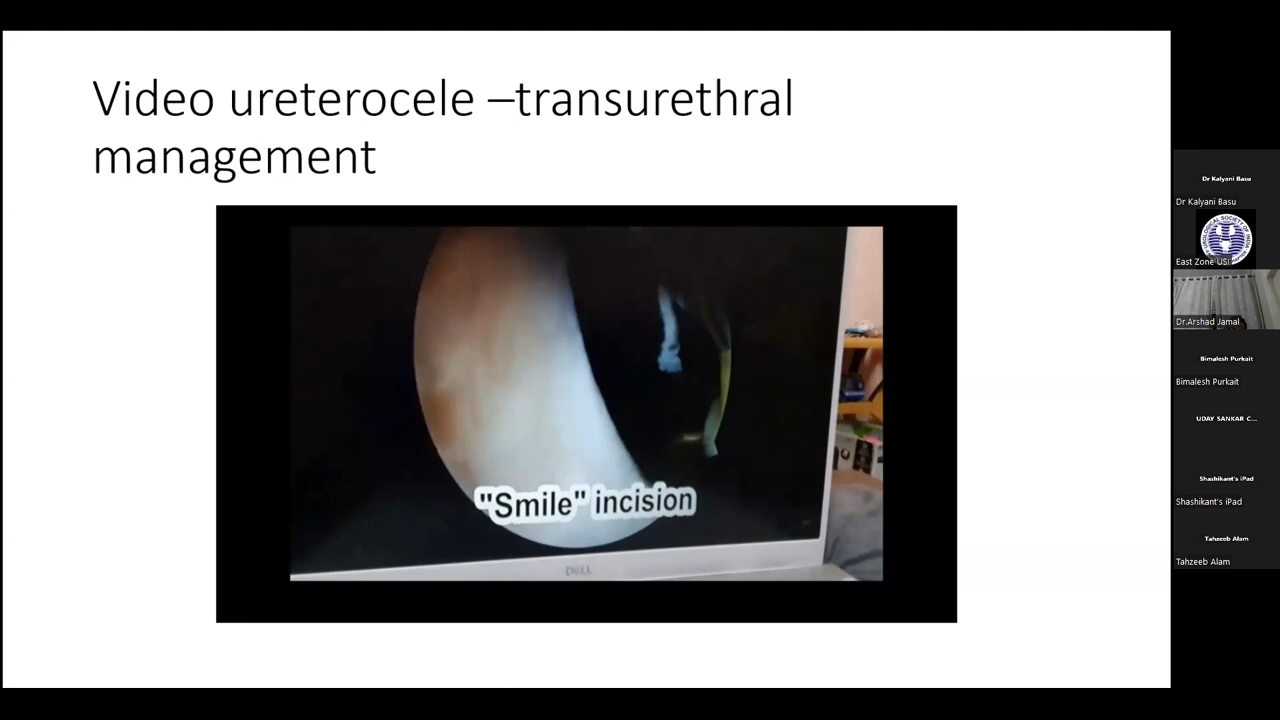 Video ureterocele –transurethral
management
"Smile" incision
DELL
Dr Kalyani Basu
Dr Kalyani Basu
East Zone USI
Dr.Arshad Jamal
Bimalesh Purkait
Bimalesh Purkait
UDAY SANKAR C...
Shashikant's iPad
Shashikant's iPad
Tahzeeb Alam
Tahzeeb Alam